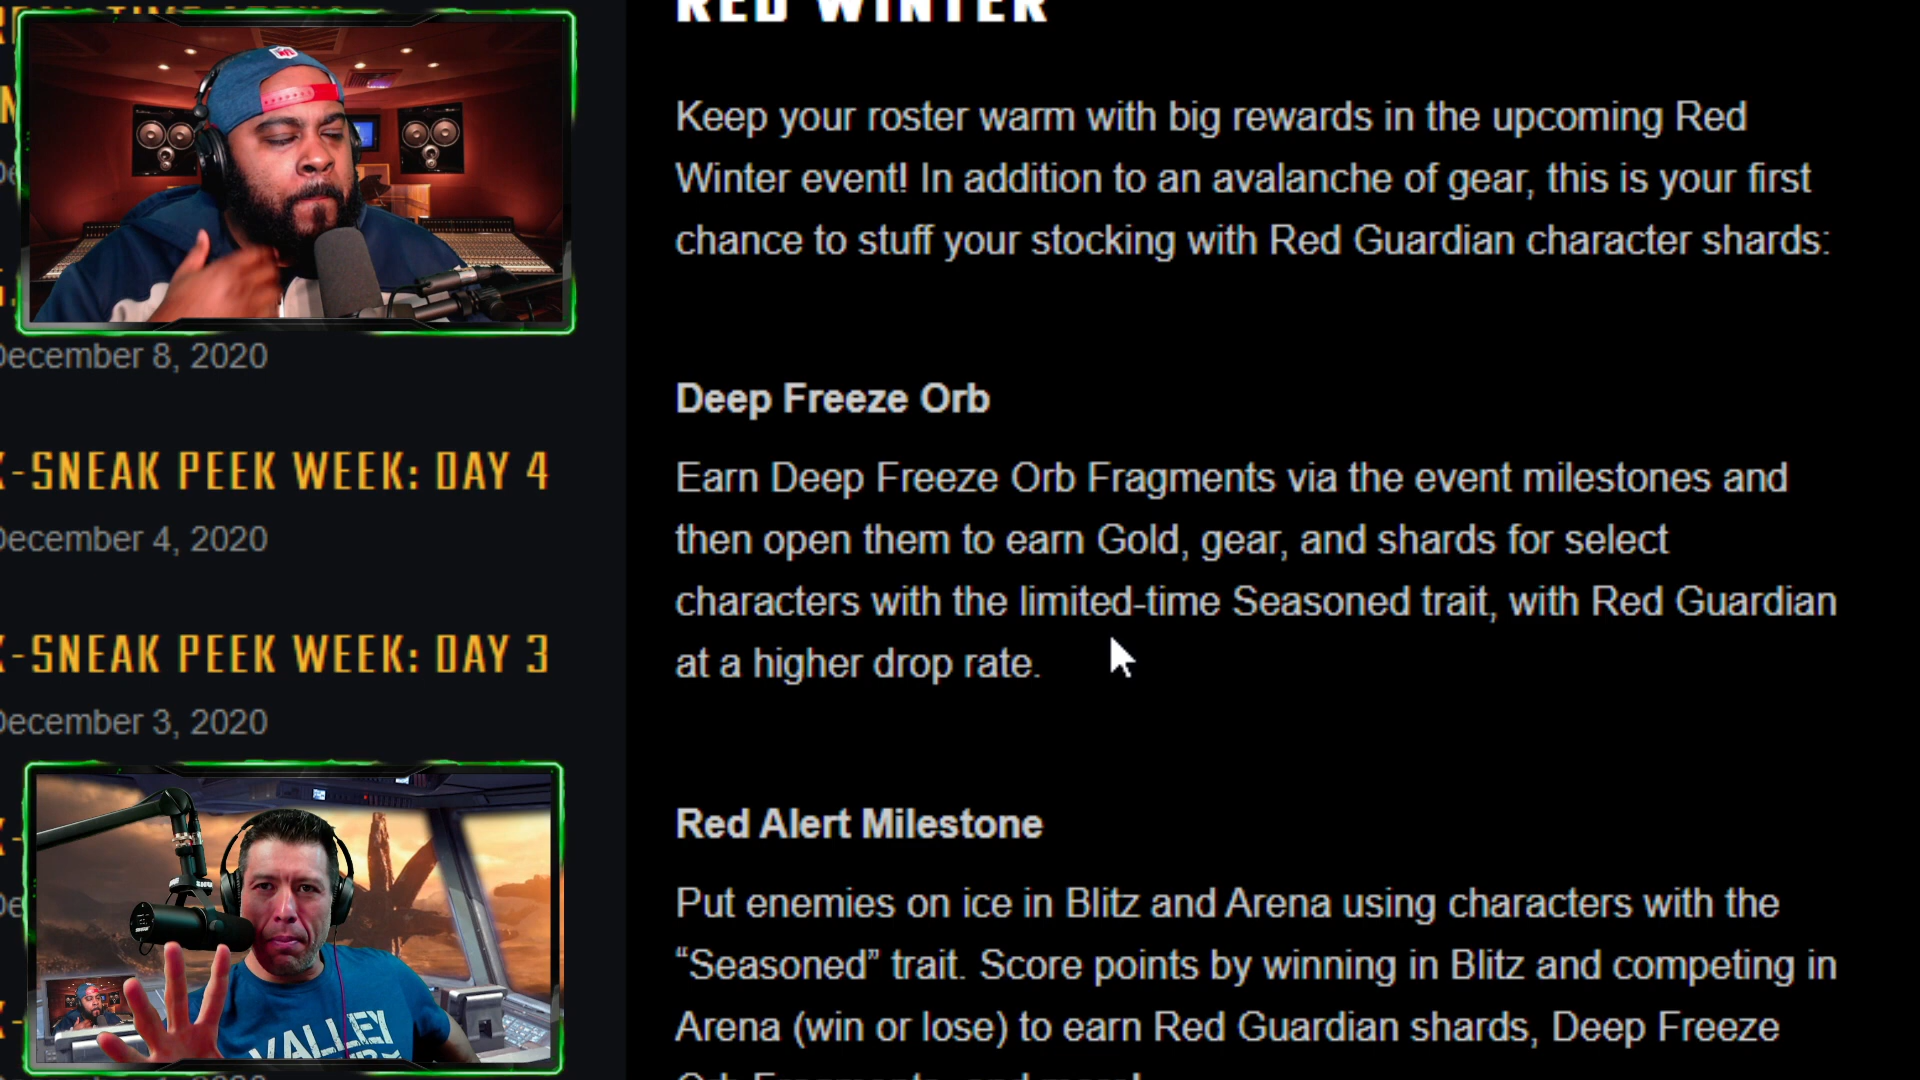 RED WINTER
Keep your roster warm with big rewards in the upcoming Red
Winter event! In addition to an avalanche of gear, this is your first
chance to stuff your stocking with Red Guardian character shards:
Deep Freeze Orb
Earn Deep Freeze Orb Fragments via the event milestones and
then open them to earn Gold, gear, and shards for select
characters with the limited-time Seasoned trait, with Red Guardian
at a higher drop rate.
Red Alert Milestone
Put enemies on ice in Blitz and Arena using characters with the
“Seasoned” trait. Score points by winning in Blitz and competing in
Arena (win or lose) to earn Red Guardian shards, Deep Freeze
December 8, 2020
X-SNEAK PEEK WEEK: DAY 4
December 4, 2020
X-SNEAK PEEK WEEK: DAY 3
December 3, 2020
VALLEY